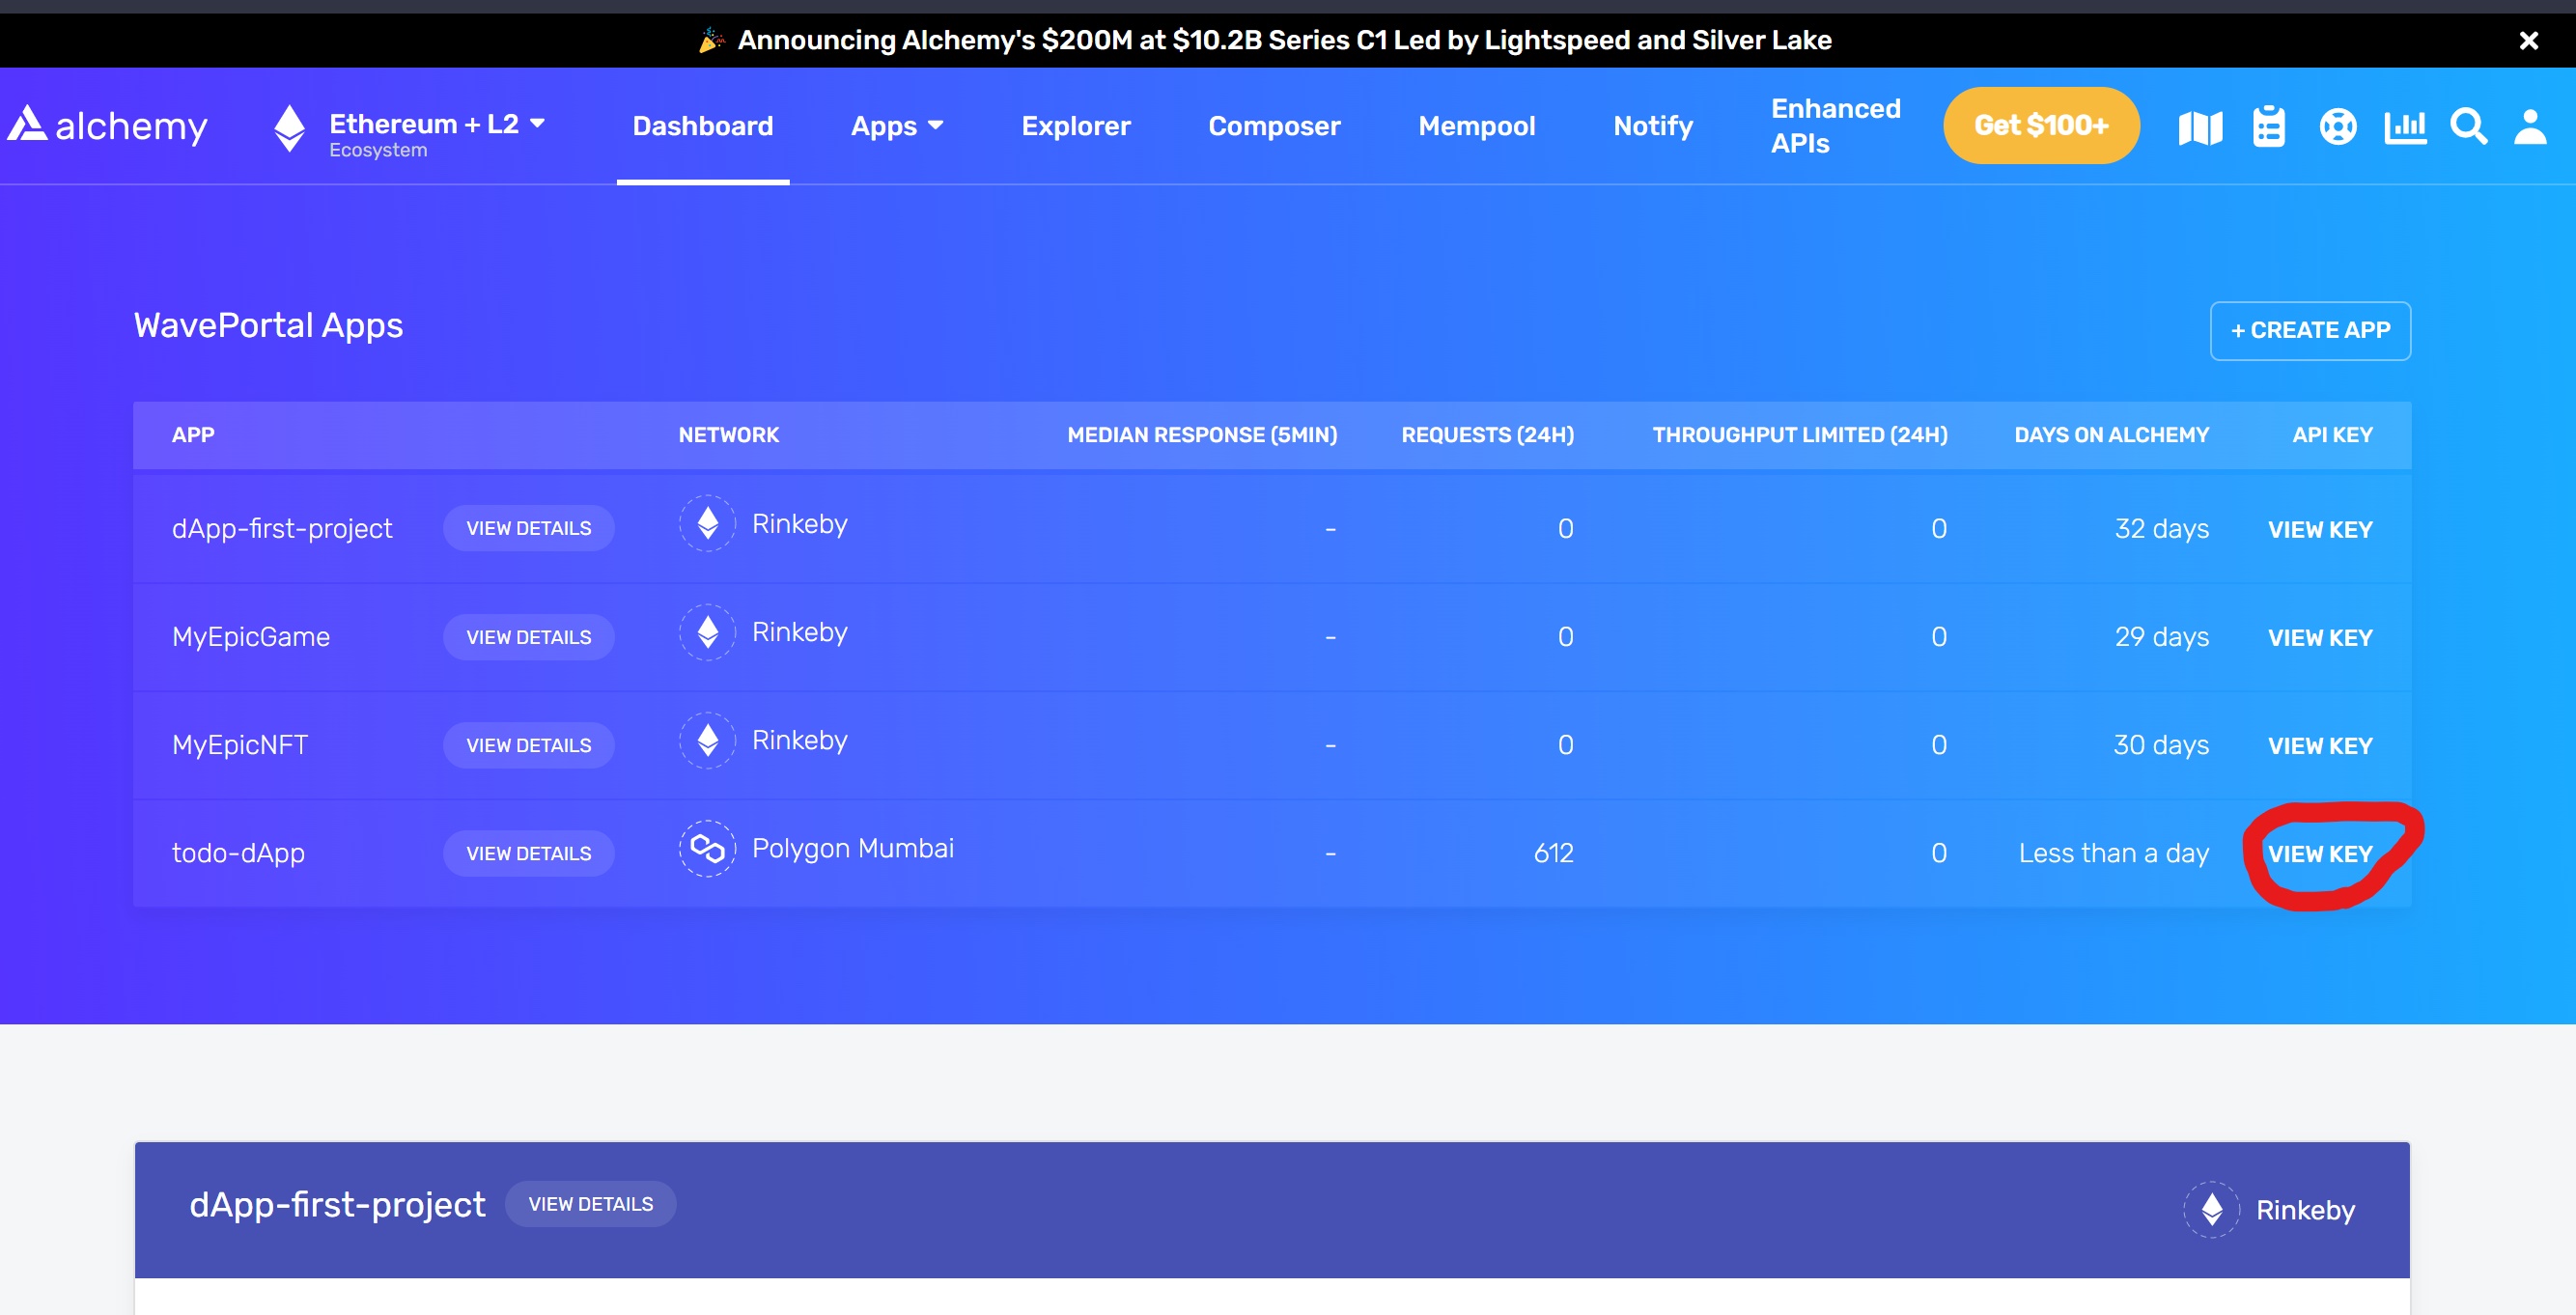 🎉 Announcing Alchemy's $200M at $10.2B Series C1 Led by Lightspeed and Silver Lake
alchemy Ethereum + L2 Dashboard Apps Explorer Composer Mempool Notify Enhanced APIs Get $100+
Ecosystem
WavePortal Apps + CREATE APP
APP NETWORK MEDIAN RESPONSE (5MIN) REQUESTS (24H) THROUGHPUT LIMITED (24H) DAYS ON ALCHEMY API KEY
dApp-first-project VIEW DETAILS Rinkeby - 0 0 32 days VIEW KEY
MyEpicGame VIEW DETAILS Rinkeby - 0 0 29 days VIEW KEY
MyEpicNFT VIEW DETAILS Rinkeby - 0 0 30 days VIEW KEY
todo-dApp VIEW DETAILS Polygon Mumbai - 612 0 Less than a day VIEW KEY
dApp-first-project VIEW DETAILS Rinkeby